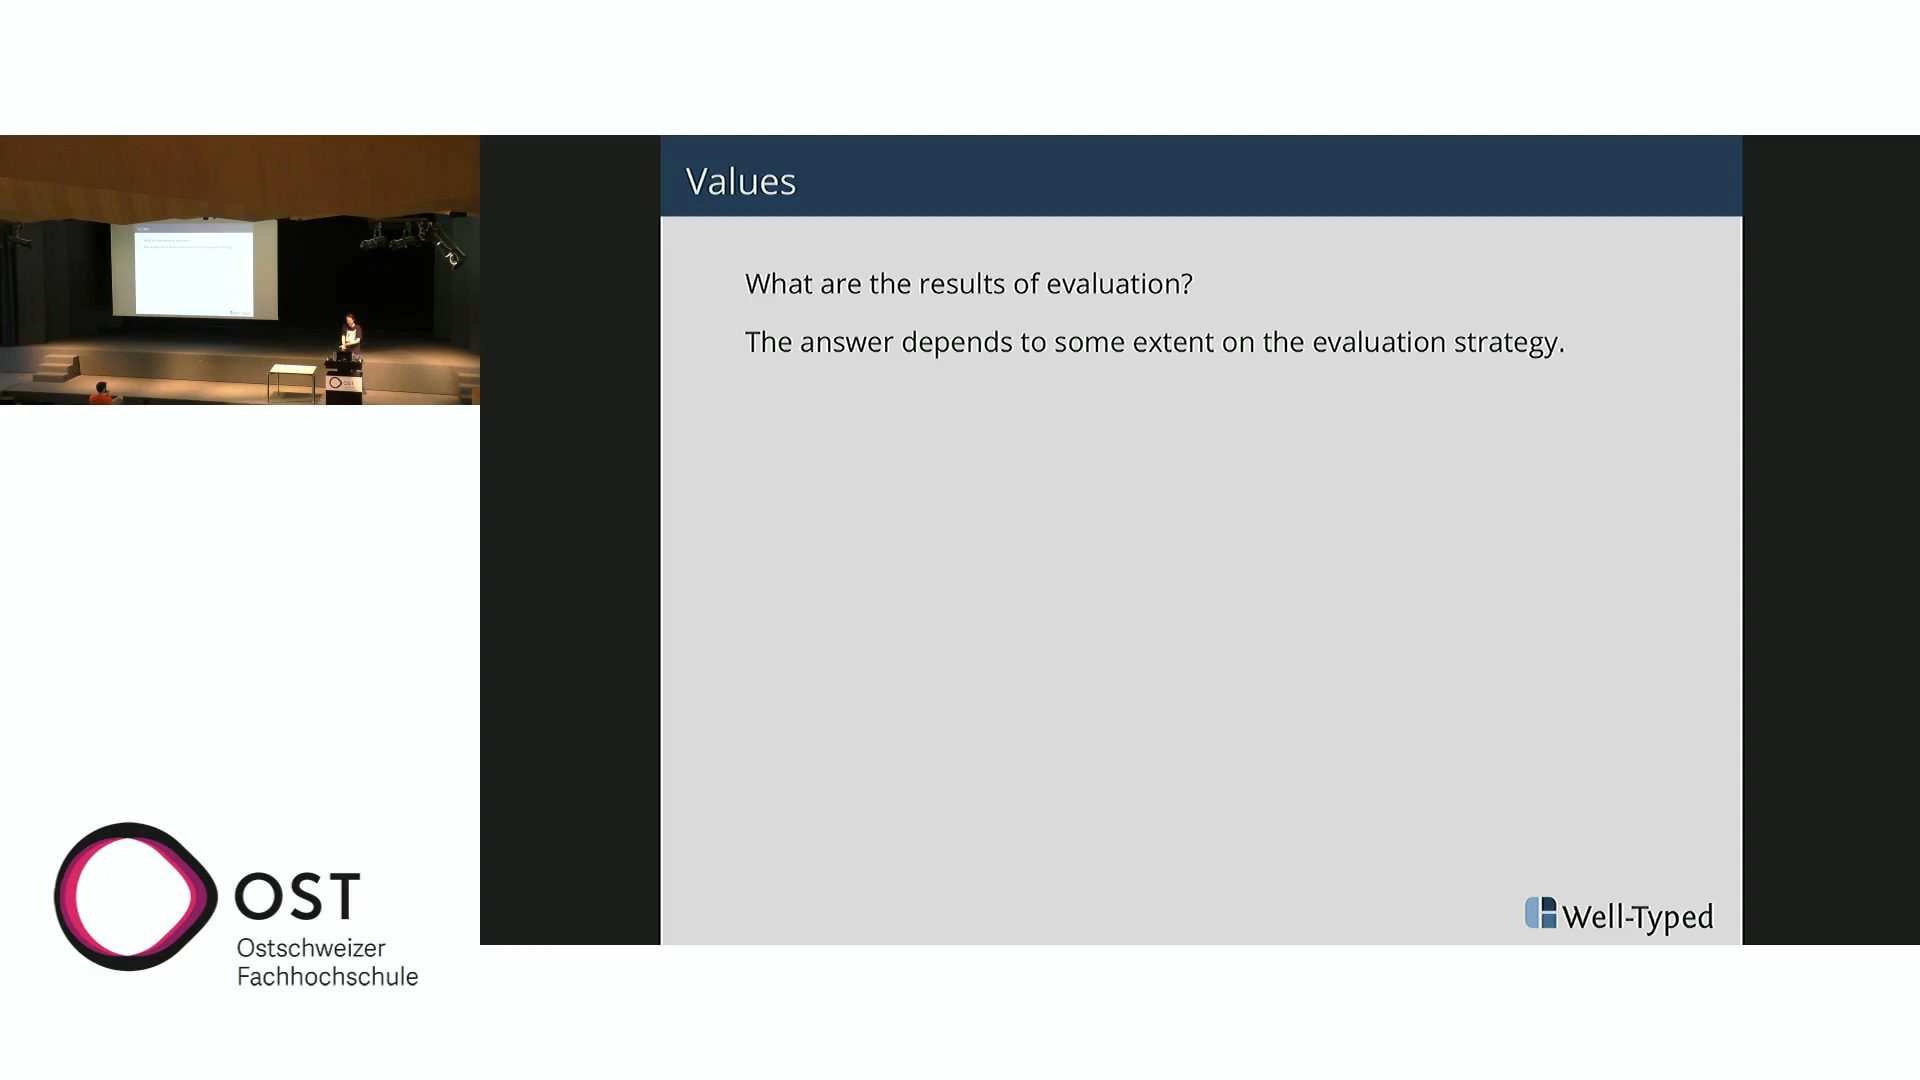 Values
What are the results of evaluation?
The answer depends to some extent on the evaluation strategy.
Well-Typed
OST
OST
Ostschweizer
Fachhochschule